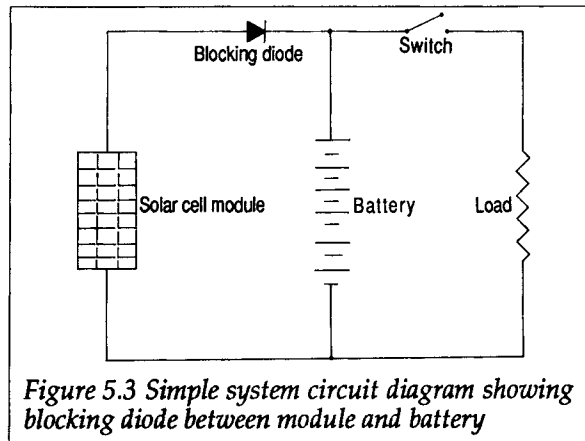 Blocking diode
Switch
Solar cell module
Battery
Load
Figure 5.3 Simple system circuit diagram showing
blocking diode between module and battery